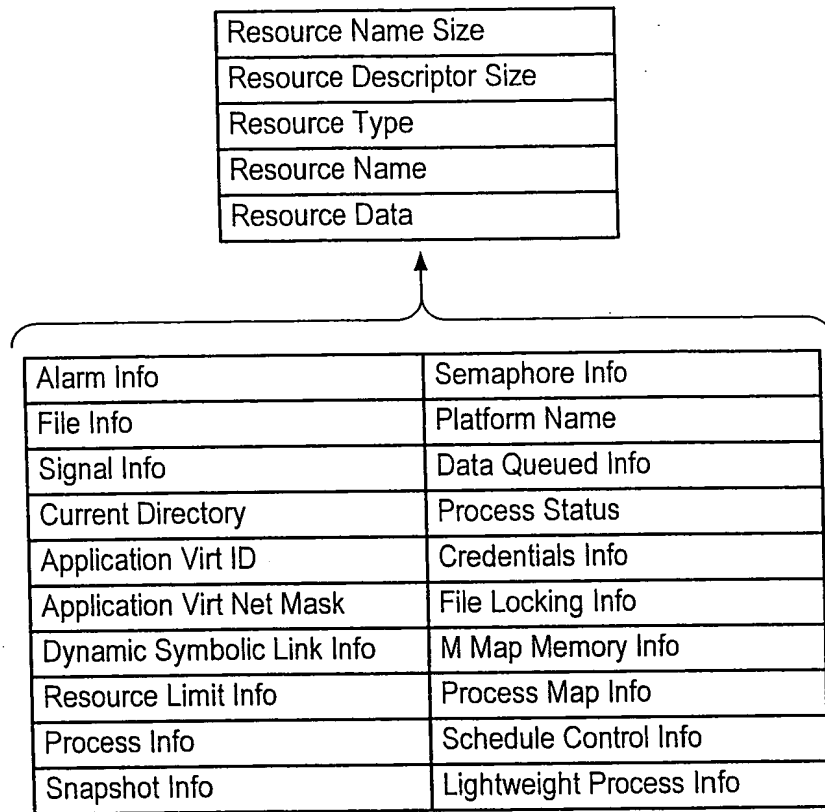 Resource Name Size
Resource Descriptor Size
Resource Type
Resource Name
Resource Data
Alarm Info Semaphore Info
File Info Platform Name
Signal Info Data Queued Info
Current Directory Process Status
Application Virt ID Credentials Info
Application Virt Net Mask File Locking Info
Dynamic Symbolic Link Info M Map Memory Info
Resource Limit Info Process Map Info
Process Info Schedule Control Info
Snapshot Info Lightweight Process Info